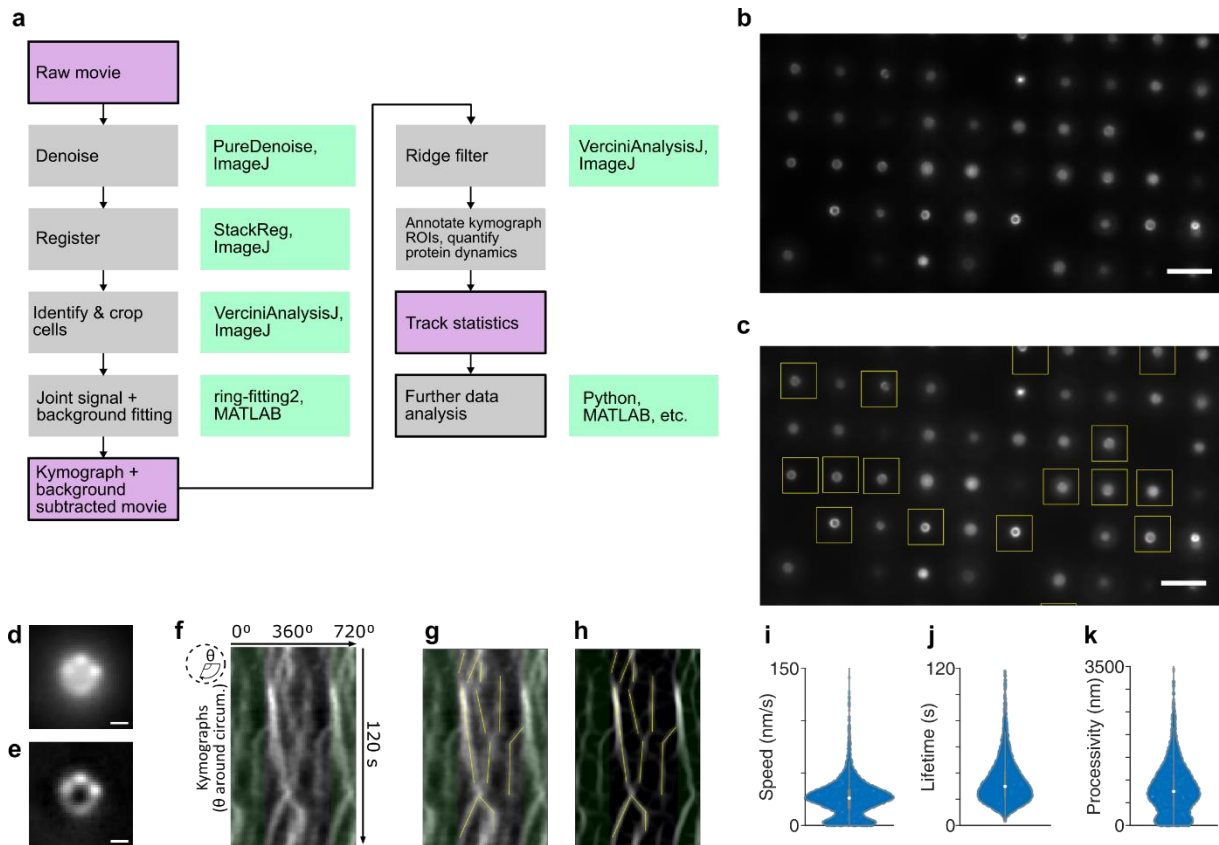 a
Raw movie
Denoise
PureDenoise,
ImageJ
Register
StackReg,
ImageJ
Identify & crop
cells
VerciniAnalysisJ,
ImageJ
Joint signal +
background fitting
ring-fitting2,
MATLAB
Kymograph +
background
subtracted movie
Ridge filter
VerciniAnalysisJ,
ImageJ
Annotate kymograph
ROIs, quantify
protein dynamics
Track statistics
Further data
analysis
Python,
MATLAB, etc.
b
c
d
e
f
0º 360º 720º
θ
Kymographs
(θ around circum.)
120 s
g
h
i
150
Speed (nm/s)
0
j
120
Lifetime (s)
0
k
3500
Processivity (nm)
0